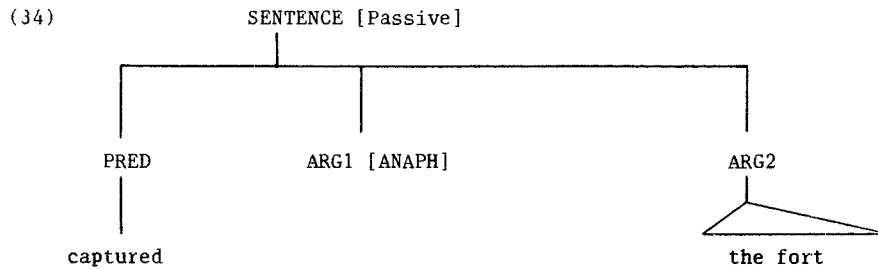 (34) SENTENCE [Passive]
PRED ARG1 [ANAPH] ARG2
captured the fort